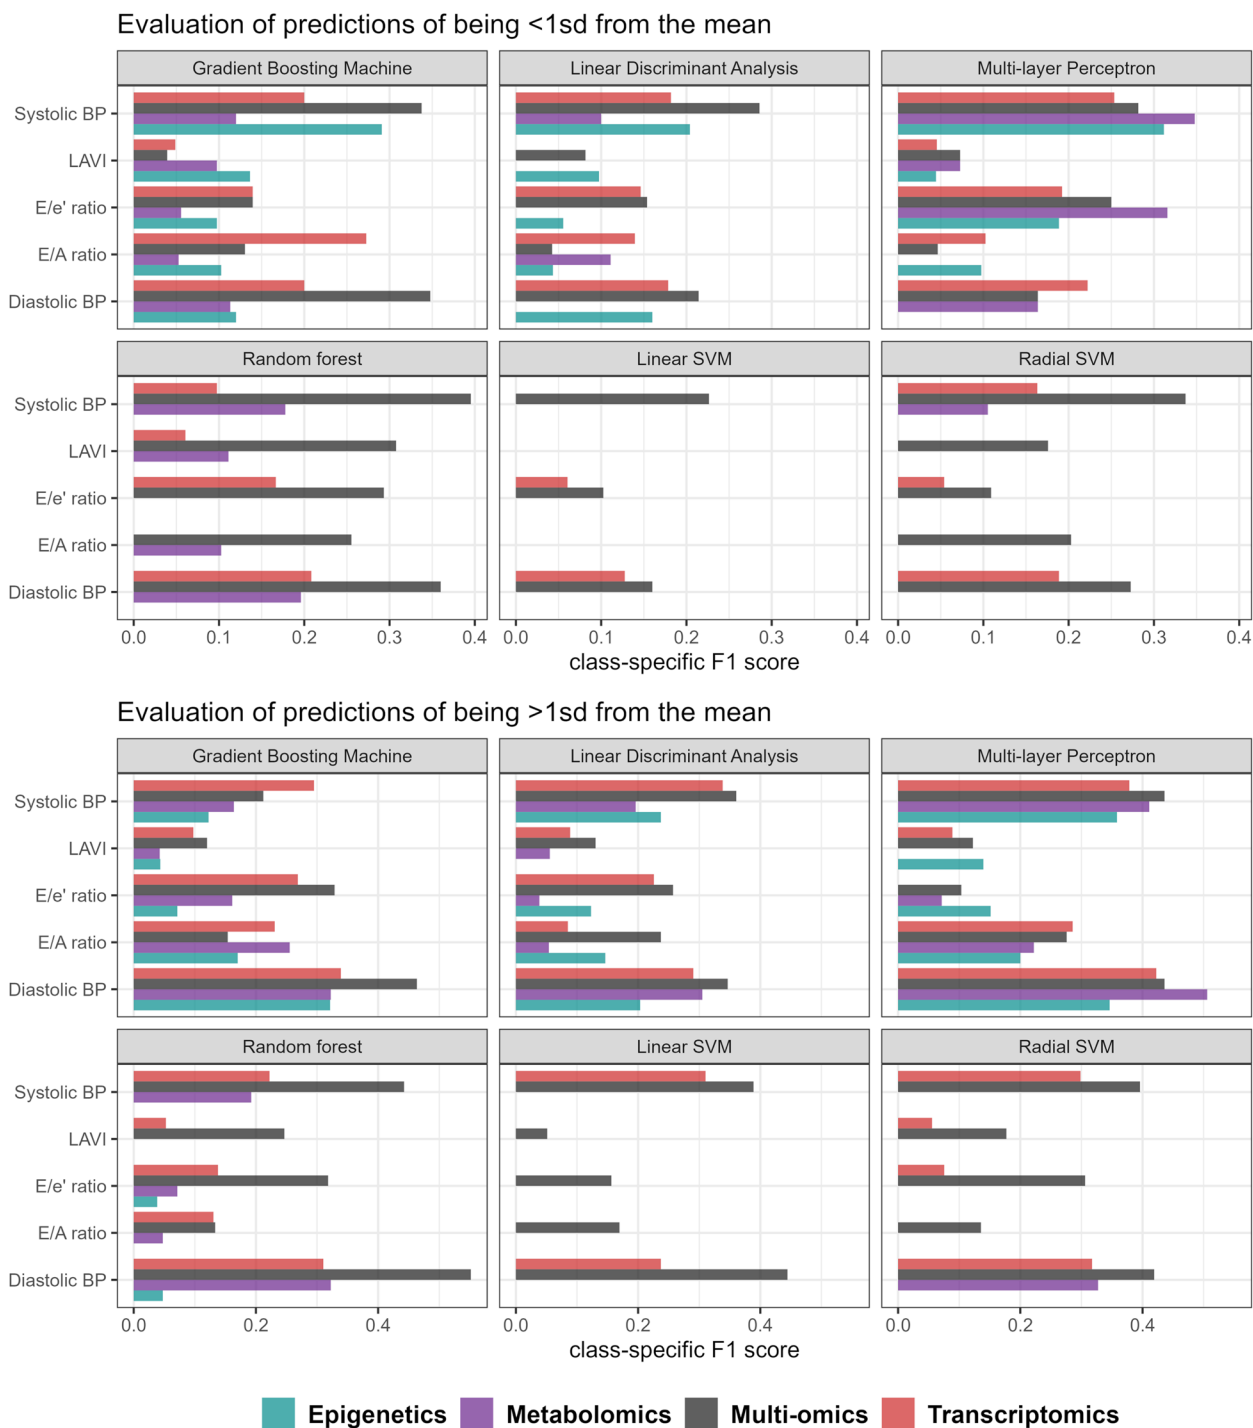 Evaluation of predictions of being <1sd from the mean
Gradient Boosting Machine
Linear Discriminant Analysis
Multi-layer Perceptron
Systolic BP
LAVI
E/e' ratio
E/A ratio
Diastolic BP
Random forest
Linear SVM
Radial SVM
Systolic BP
LAVI
E/e' ratio
E/A ratio
Diastolic BP
0.0 0.1 0.2 0.3 0.4
0.0 0.1 0.2 0.3 0.4
0.0 0.1 0.2 0.3 0.4
class-specific F1 score
Evaluation of predictions of being >1sd from the mean
Gradient Boosting Machine
Linear Discriminant Analysis
Multi-layer Perceptron
Systolic BP
LAVI
E/e' ratio
E/A ratio
Diastolic BP
Random forest
Linear SVM
Radial SVM
Systolic BP
LAVI
E/e' ratio
E/A ratio
Diastolic BP
0.0 0.2 0.4
0.0 0.2 0.4
0.0 0.2 0.4
class-specific F1 score
Epigenetics Metabolomics Multi-omics Transcriptomics